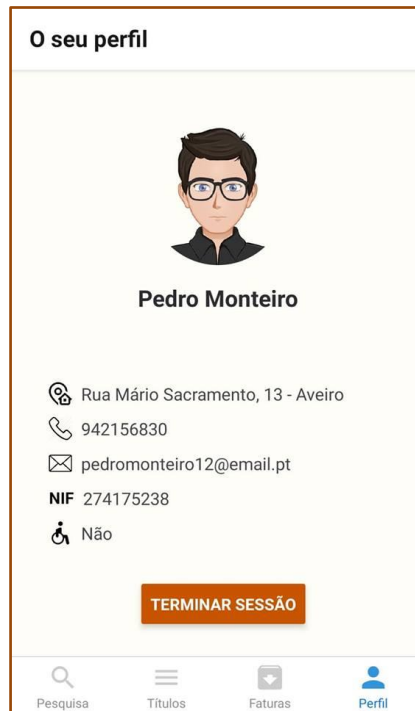 O seu perfil
Pedro Monteiro
Rua Mário Sacramento, 13 - Aveiro
942156830
pedromonteiro12@email.pt
NIF 274175238
Não
TERMINAR SESSÃO
Pesquisa Títulos Faturas Perfil